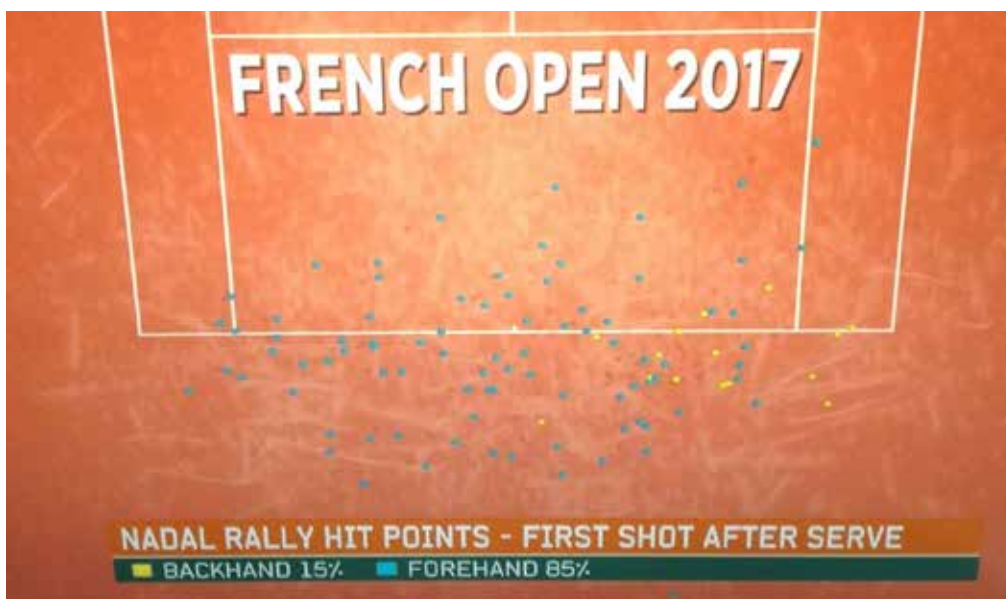 FRENCH OPEN 2017
NADAL RALLY HIT POINTS - FIRST SHOT AFTER SERVE
BACKHAND 15% FOREHAND 85%